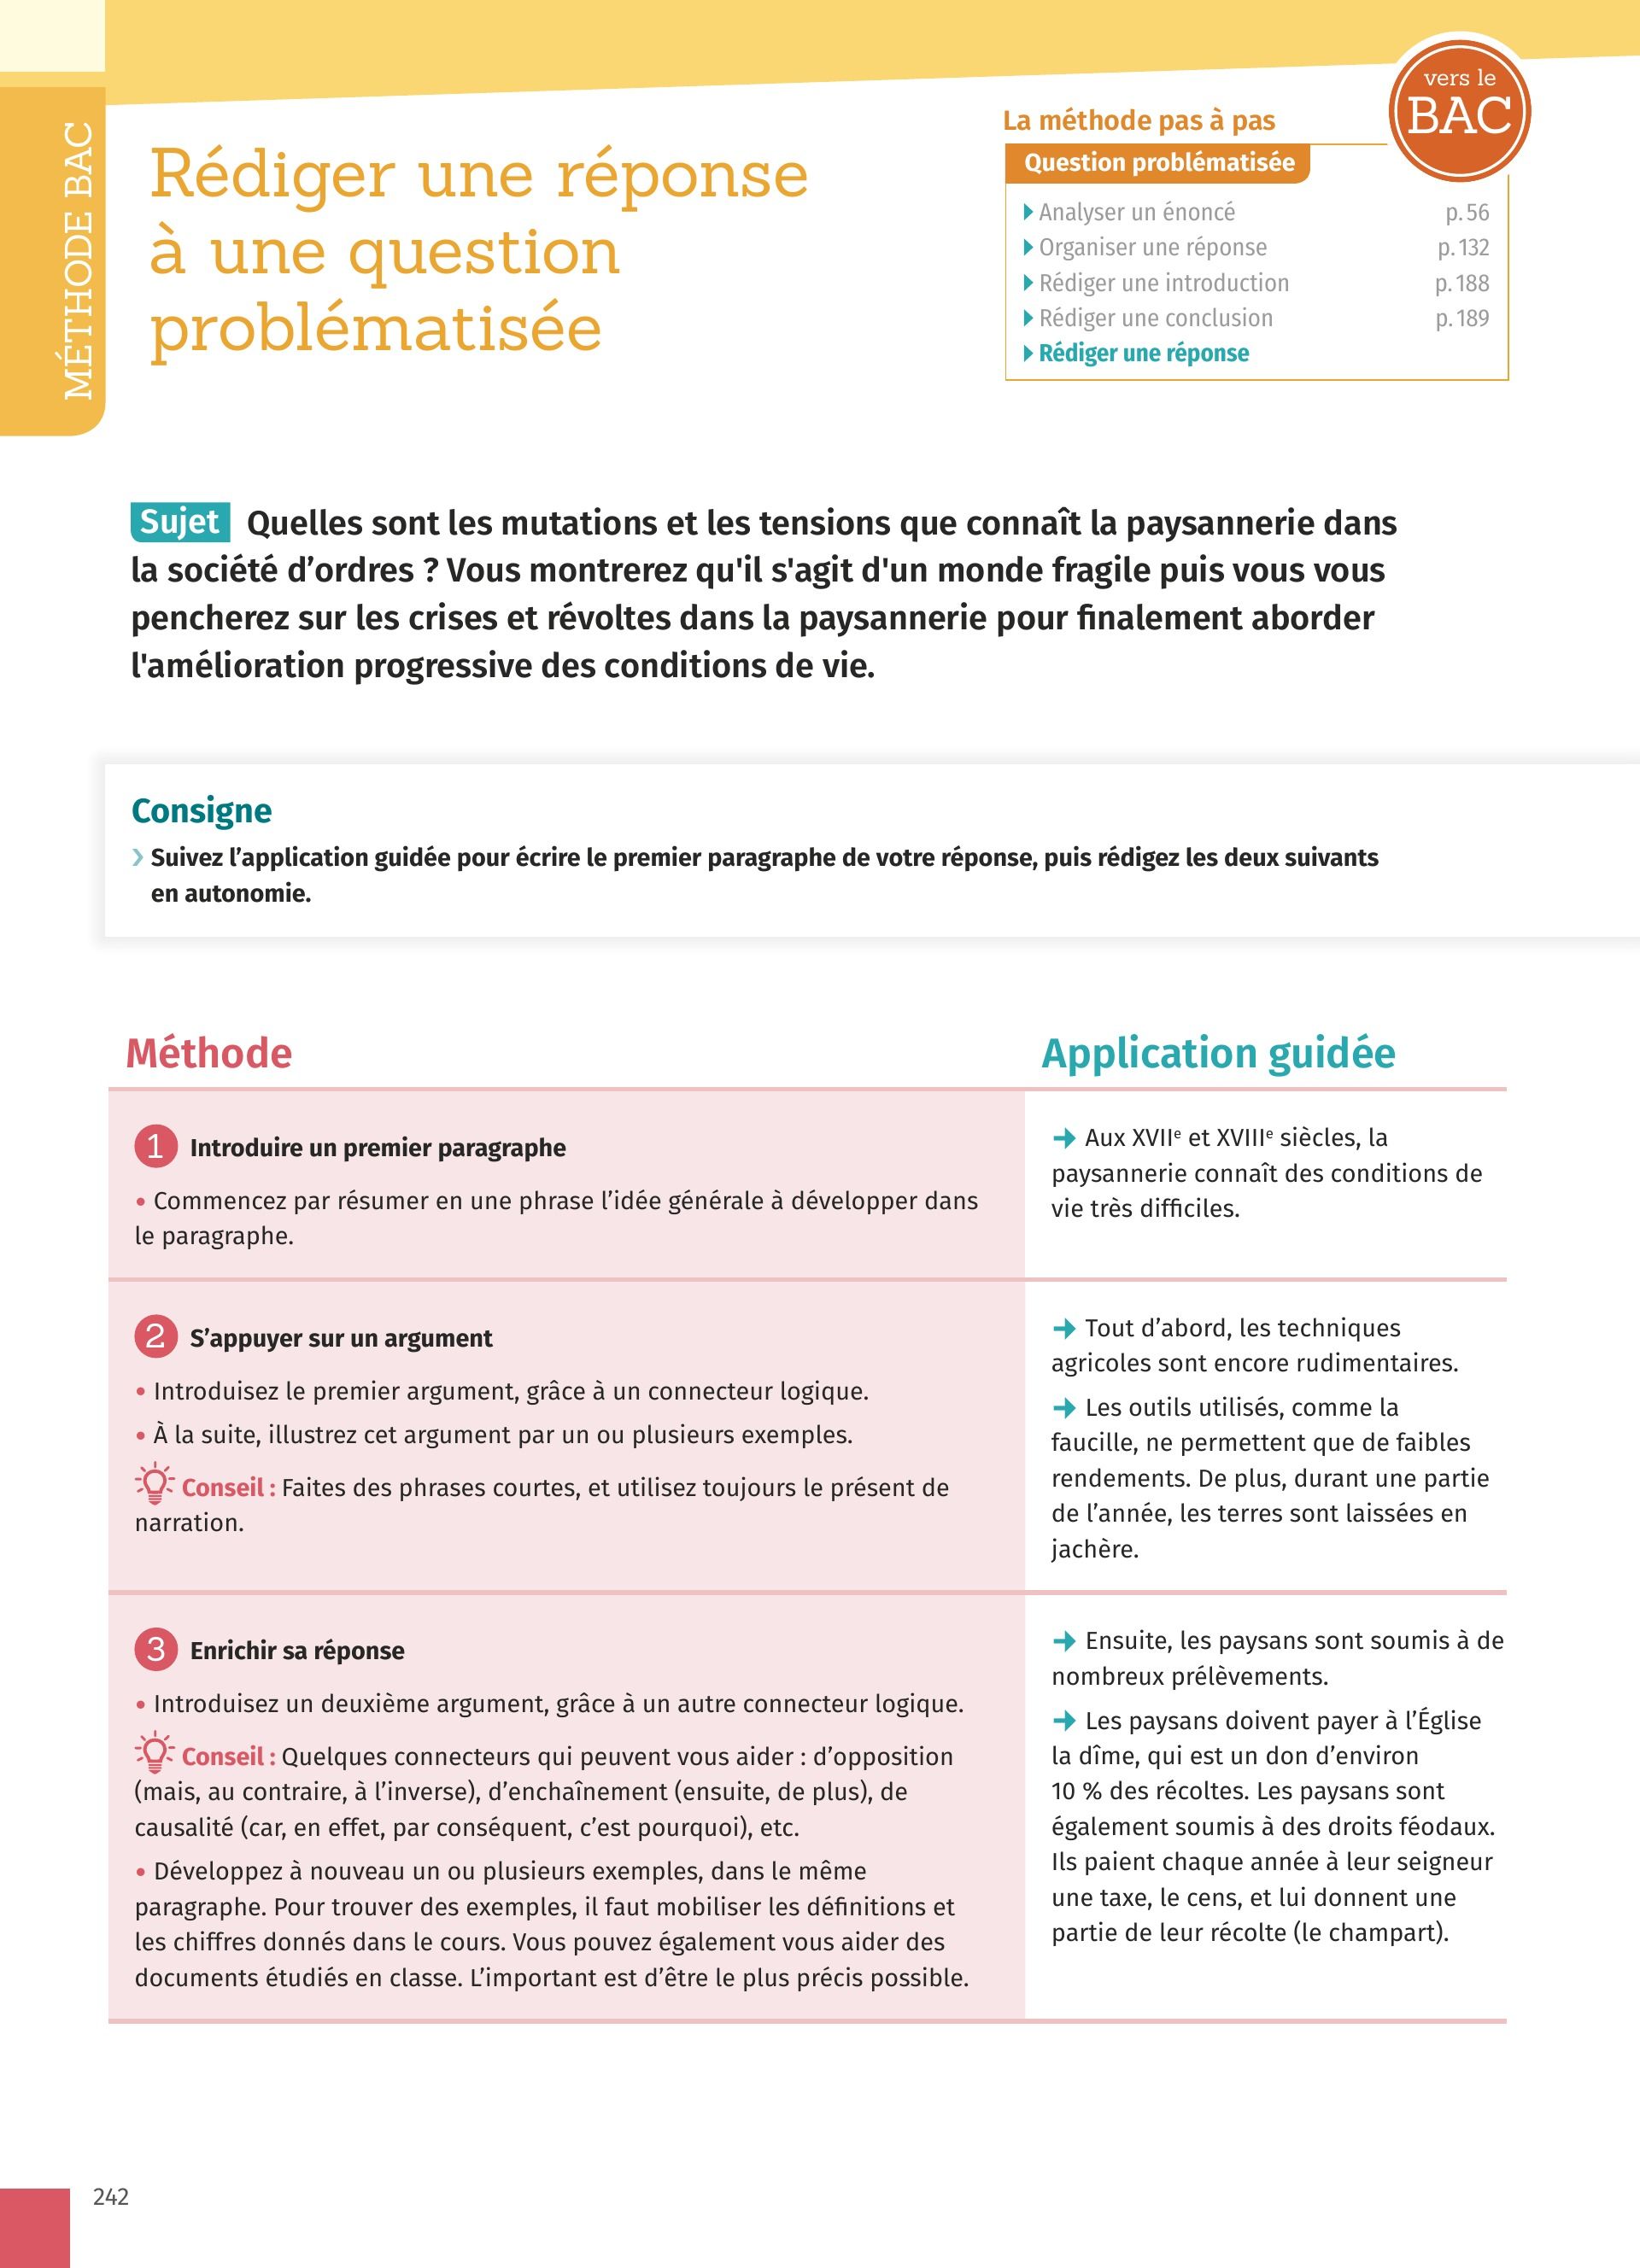 MÉTHODE BAC
Rédiger une réponse
à une question
problématisée
La méthode pas à pas
vers le
BAC
Question problématisée
Analyser un énoncé p. 56
Organiser une réponse p. 132
Rédiger une introduction p. 188
Rédiger une conclusion p. 189
Rédiger une réponse
Sujet Quelles sont les mutations et les tensions que connaît la paysannerie dans
la société d’ordres ? Vous montrerez qu'il s'agit d'un monde fragile puis vous vous
pencherez sur les crises et révoltes dans la paysannerie pour finalement aborder
l'amélioration progressive des conditions de vie.
Consigne
› Suivez l’application guidée pour écrire le premier paragraphe de votre réponse, puis rédigez les deux suivants
en autonomie.
Méthode
1 Introduire un premier paragraphe
• Commencez par résumer en une phrase l’idée générale à développer dans
le paragraphe.
2 S’appuyer sur un argument
• Introduisez le premier argument, grâce à un connecteur logique.
• À la suite, illustrez cet argument par un ou plusieurs exemples.
Conseil : Faites des phrases courtes, et utilisez toujours le présent de
narration.
3 Enrichir sa réponse
• Introduisez un deuxième argument, grâce à un autre connecteur logique.
Conseil : Quelques connecteurs qui peuvent vous aider : d’opposition
(mais, au contraire, à l’inverse), d’enchaînement (ensuite, de plus), de
causalité (car, en effet, par conséquent, c’est pourquoi), etc.
• Développez à nouveau un ou plusieurs exemples, dans le même
paragraphe. Pour trouver des exemples, il faut mobiliser les définitions et
les chiffres donnés dans le cours. Vous pouvez également vous aider des
documents étudiés en classe. L’important est d’être le plus précis possible.
Application guidée
➔ Aux XVIIᵉ et XVIIIᵉ siècles, la
paysannerie connaît des conditions de
vie très difficiles.
➔ Tout d’abord, les techniques
agricoles sont encore rudimentaires.
➔ Les outils utilisés, comme la
faucille, ne permettent que de faibles
rendements. De plus, durant une partie
de l’année, les terres sont laissées en
jachère.
➔ Ensuite, les paysans sont soumis à de
nombreux prélèvements.
➔ Les paysans doivent payer à l’Église
la dîme, qui est un don d’environ
10 % des récoltes. Les paysans sont
également soumis à des droits féodaux.
Ils paient chaque année à leur seigneur
une taxe, le cens, et lui donnent une
partie de leur récolte (le champart).
242